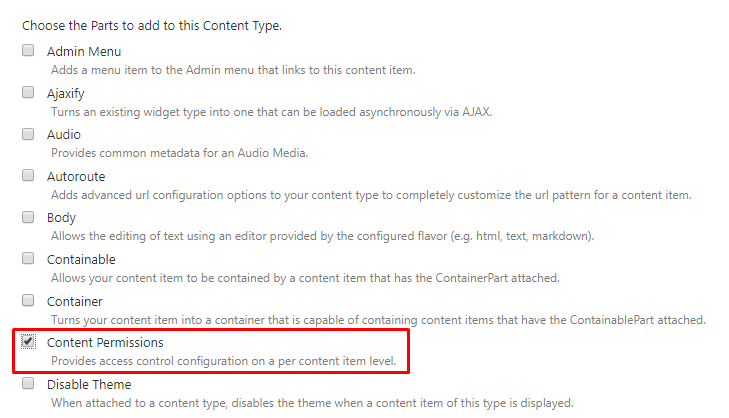 Choose the Parts to add to this Content Type.
Admin Menu
Adds a menu item to the Admin menu that links to this content item.
Ajaxify
Turns an existing widget type into one that can be loaded asynchronously via AJAX.
Audio
Provides common metadata for an Audio Media.
Autoroute
Adds advanced url configuration options to your content type to completely customize the url pattern for a content item.
Body
Allows the editing of text using an editor provided by the configured flavor (e.g. html, text, markdown).
Containable
Allows your content item to be contained by a content item that has the ContainerPart attached.
Container
Turns your content item into a container that is capable of containing content items that have the ContainablePart attached.
Content Permissions
Provides access control configuration on a per content item level.
Disable Theme
When attached to a content type, disables the theme when a content item of this type is displayed.